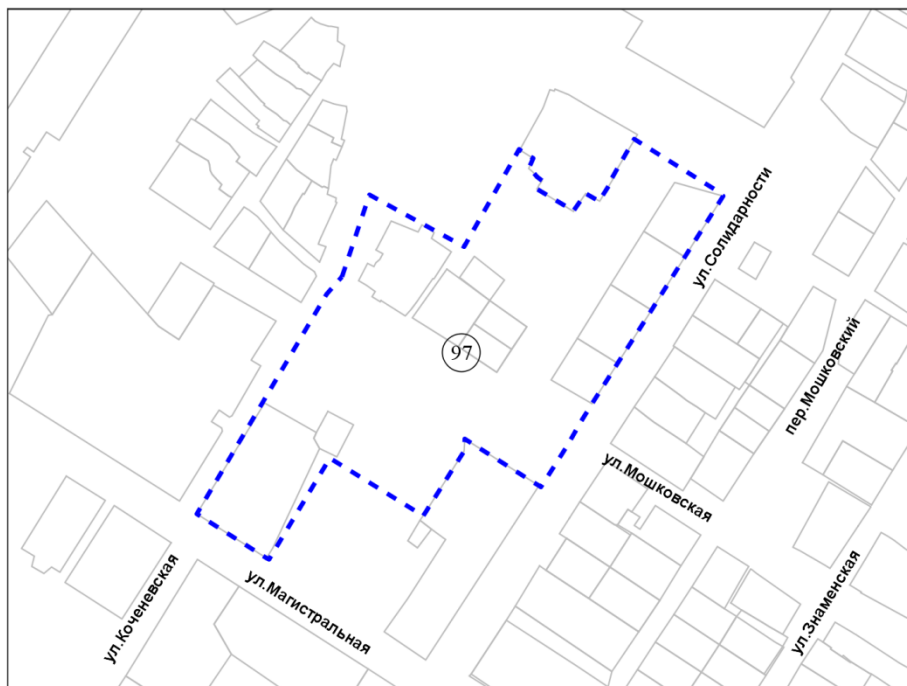 ул.Солидарности
пер.Мошковский
97
ул.Мошковская
ул.Коченевская
ул.Магистральная
ул.Знаменская